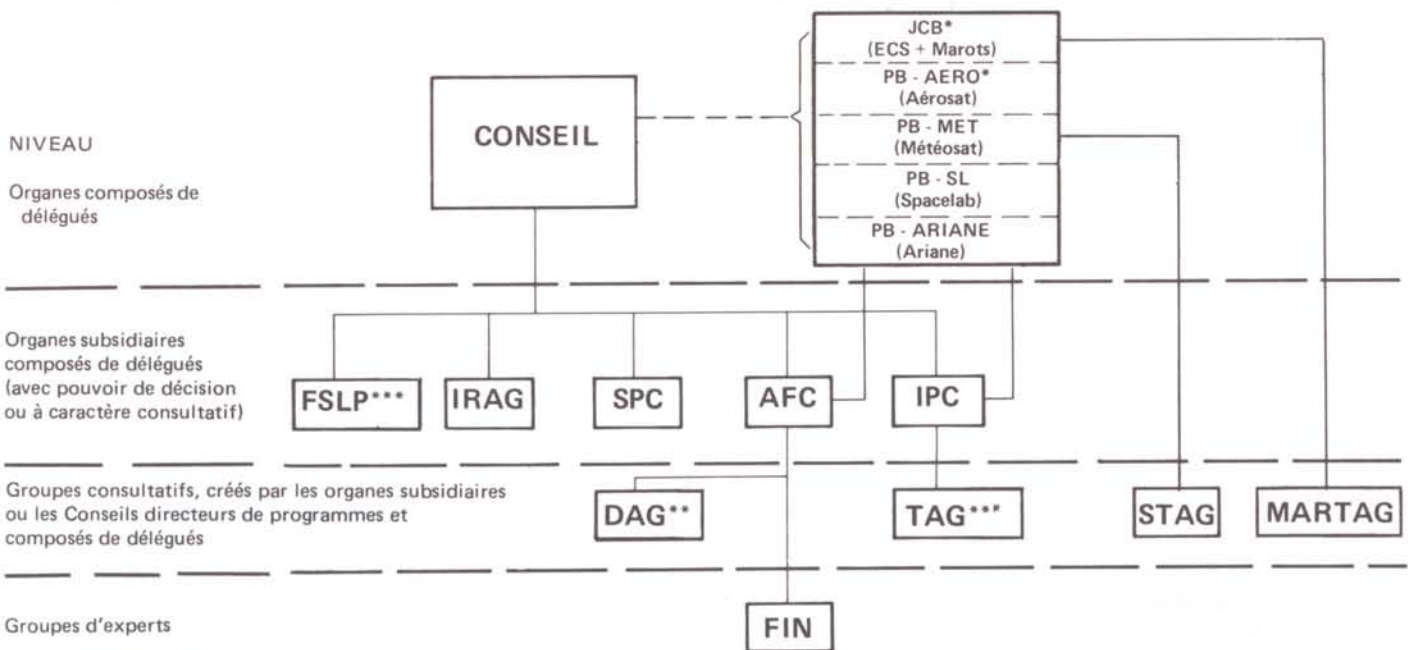 JCB*
(ECS + Marots)
PB - AERO*
(Aérosat)
PB - MET
(Météosat)
PB - SL
(Spacelab)
PB - ARIANE
(Ariane)
CONSEIL
NIVEAU
Organes composés de
délégués
Organes subsidiaires
composés de délégués
(avec pouvoir de décision
ou à caractère consultatif)
FSLP***
IRAG
SPC
AFC
IPC
Groupes consultatifs, créés par les organes subsidiaires
ou les Conseils directeurs de programmes et
composés de délégués
DAG**
TAG***
STAG
MARTAG
Groupes d'experts
FIN